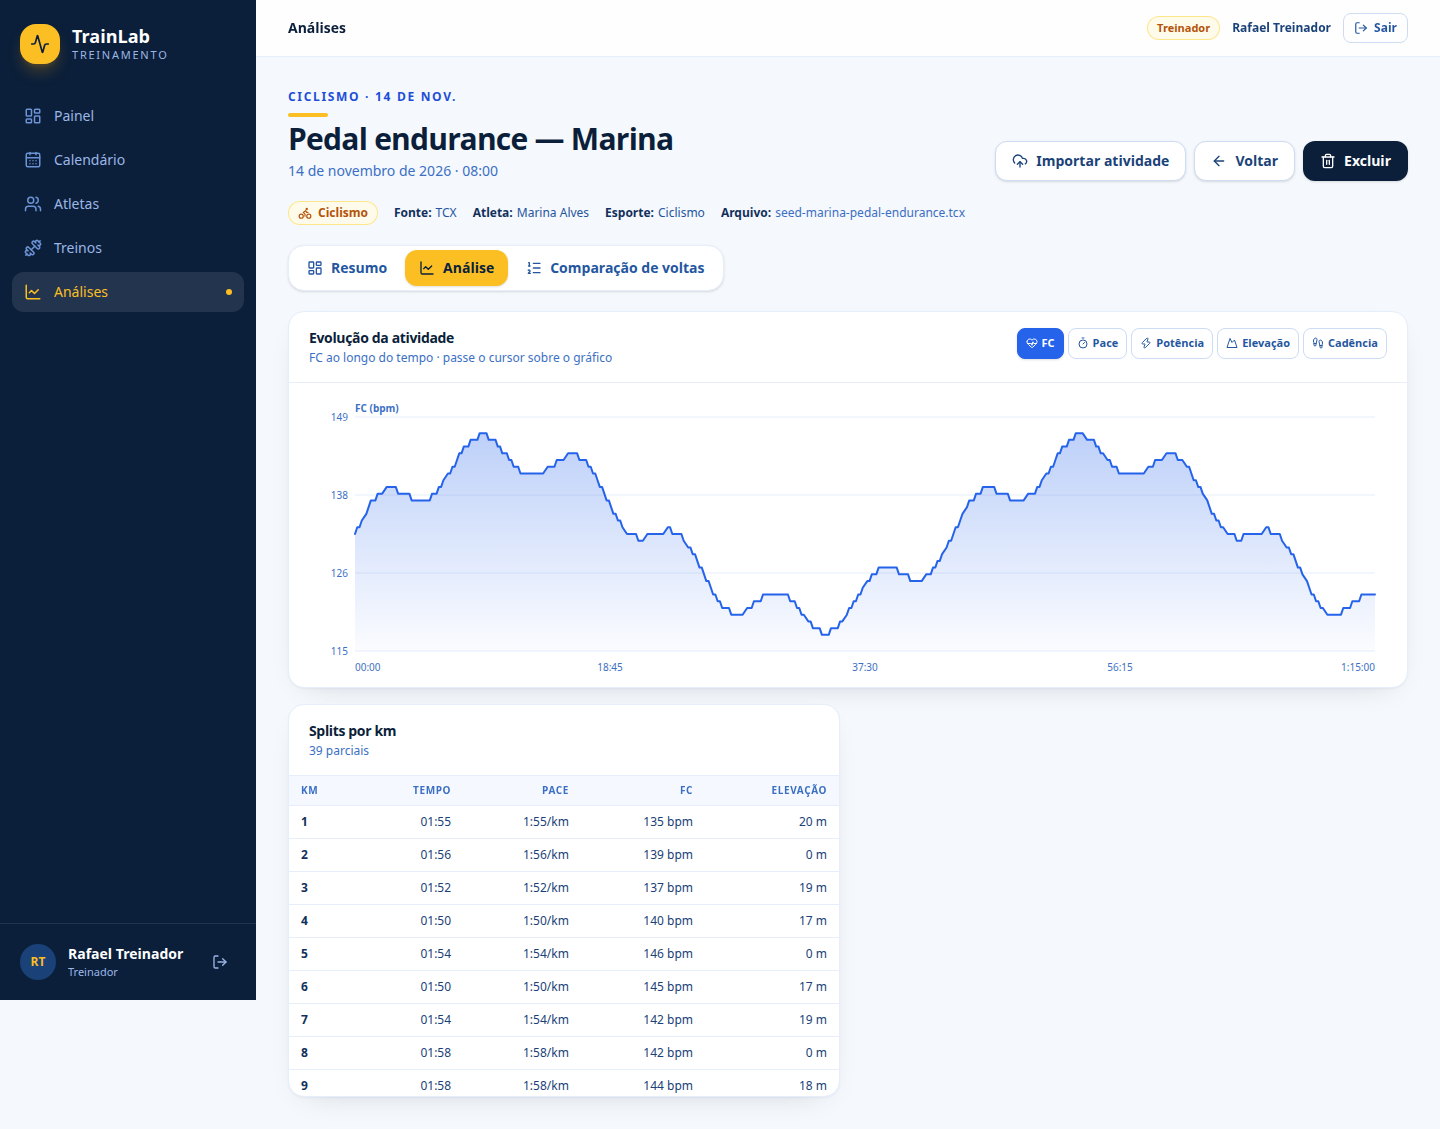 TrainLab
TREINAMENTO
Painel
Calendário
Atletas
Treinos
Análises
RT
Rafael Treinador
Treinador
Análises
Treinador
Rafael Treinador
Sair
CICLISMO · 14 DE NOV.
Pedal endurance — Marina
14 de novembro de 2026 · 08:00
Importar atividade
Voltar
Excluir
Ciclismo
Fonte: TCX
Atleta: Marina Alves
Esporte: Ciclismo
Arquivo: seed-marina-pedal-endurance.tcx
Resumo
Análise
Comparação de voltas
Evolução da atividade
FC ao longo do tempo · passe o cursor sobre o gráfico
FC
Pace
Potência
Elevação
Cadência
FC (bpm)
149
138
126
115
00:00 18:45 37:30 56:15 1:15:00
Splits por km
39 parciais
KM TEMPO PACE FC ELEVAÇÃO
1 01:55 1:55/km 135 bpm 20 m
2 01:56 1:56/km 139 bpm 0 m
3 01:52 1:52/km 137 bpm 19 m
4 01:50 1:50/km 140 bpm 17 m
5 01:54 1:54/km 146 bpm 0 m
6 01:50 1:50/km 145 bpm 17 m
7 01:54 1:54/km 142 bpm 19 m
8 01:58 1:58/km 142 bpm 0 m
9 01:58 1:58/km 144 bpm 18 m